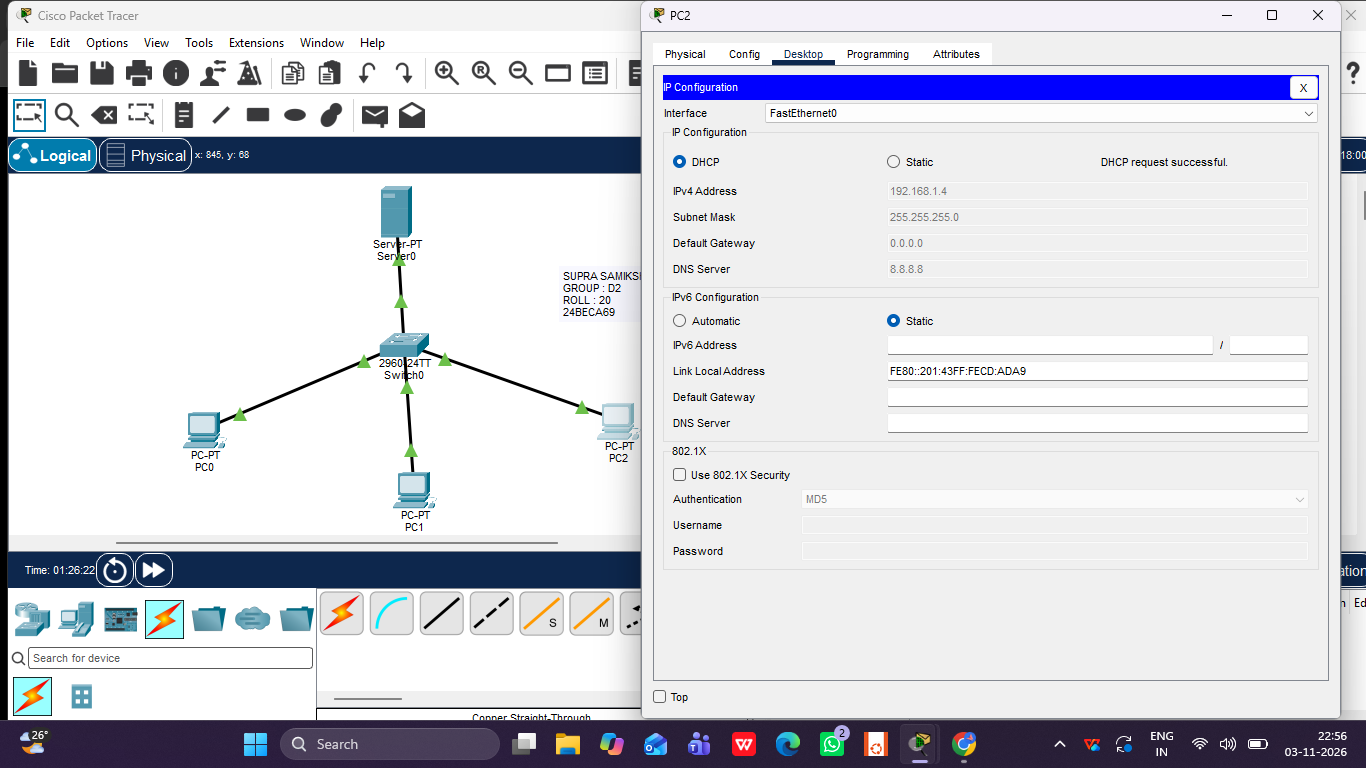 Cisco Packet Tracer
File Edit Options View Tools Extensions Window Help
Logical
Physical
x: 845, y: 68
Server-PT
Server0
SUPRA SAMIKS
GROUP : D2
ROLL : 20
24BECA69
2960-24TT
Switch0
PC-PT
PC0
PC-PT
PC1
PC-PT
PC2
Time: 01:26:22
S
M
Search for device
Copper Straight-Through
PC2
Physical Config Desktop Programming Attributes
IP Configuration
X
Interface FastEthernet0
IP Configuration
DHCP Static DHCP request successful.
IPv4 Address 192.168.1.4
Subnet Mask 255.255.255.0
Default Gateway 0.0.0.0
DNS Server 8.8.8.8
IPv6 Configuration
Automatic Static
IPv6 Address /
Link Local Address FE80::201:43FF:FECD:ADA9
Default Gateway
DNS Server
802.1X
Use 802.1X Security
Authentication MD5
Username
Password
Top
?
18:00
ation
Ed
26°
Search
2
ENG
IN
22:56
03-11-2026